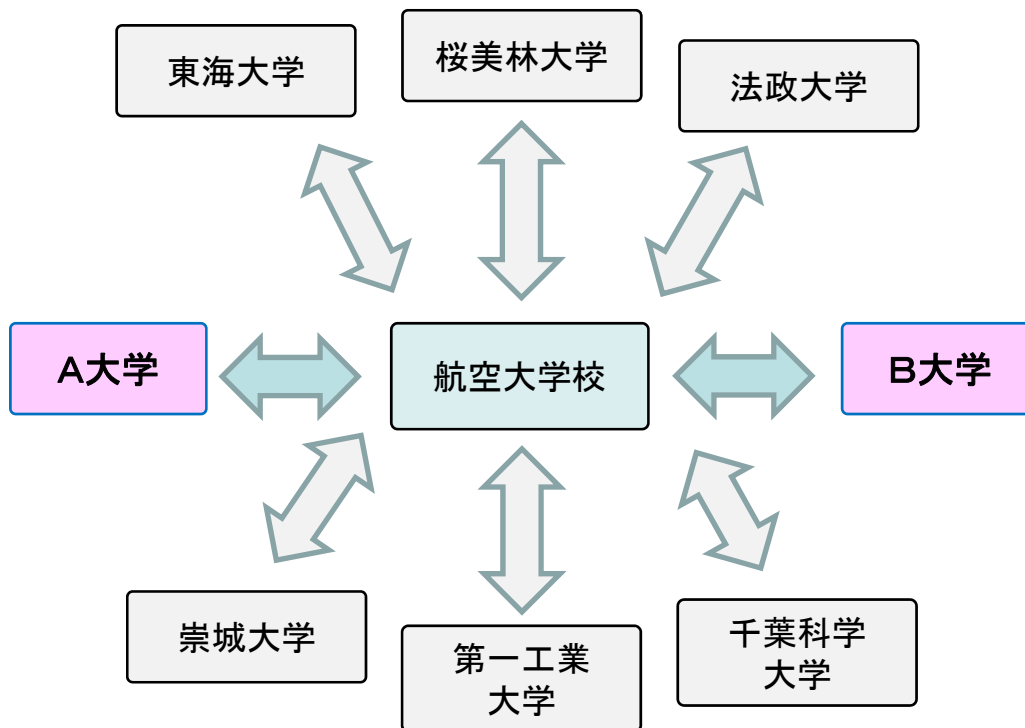 東海大学
桜美林大学
法政大学
A大学
航空大学校
B大学
崇城大学
第一工業
大学
千葉科学
大学